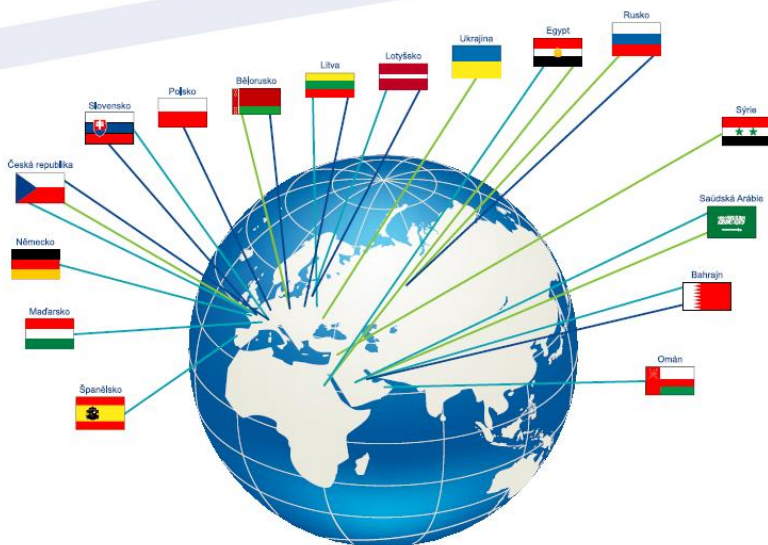 Rusko
Egypt
Ukrajina
Lotyšsko
Litva
Bělorusko
Polsko
Slovensko
Sýrie
Česká republika
Saúdská Arábie
Německo
Bahrajn
Maďarsko
Omán
Španělsko